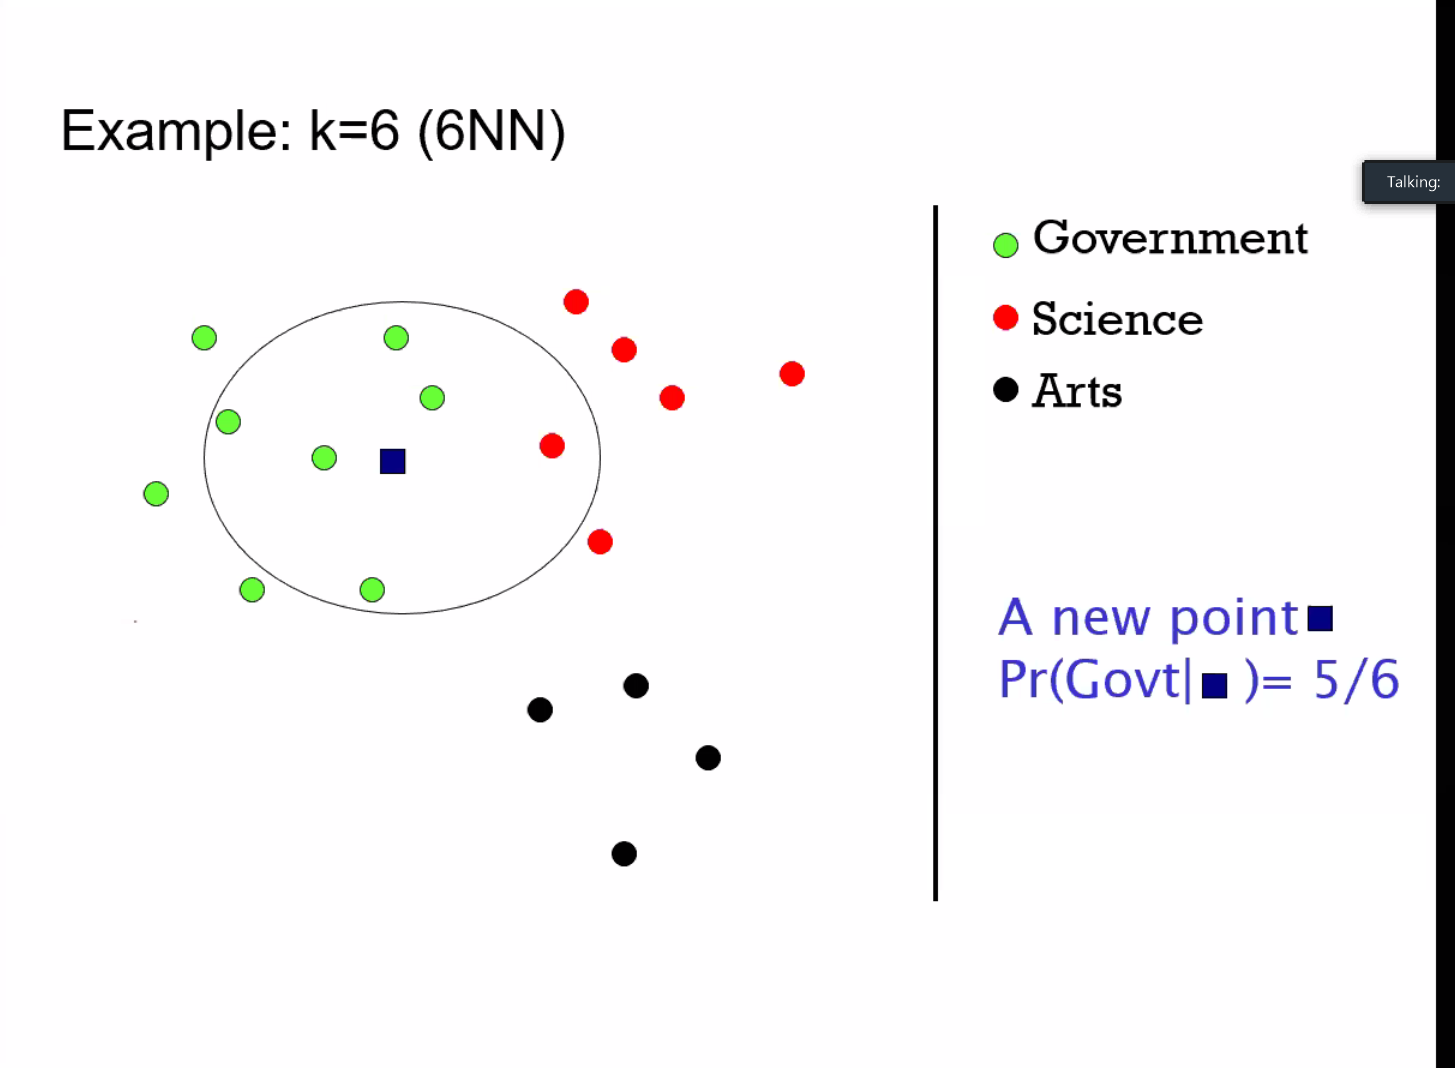 Example: k=6 (6NN)
Talking:
Government
Science
Arts
A new point
Pr(Govt| )= 5/6